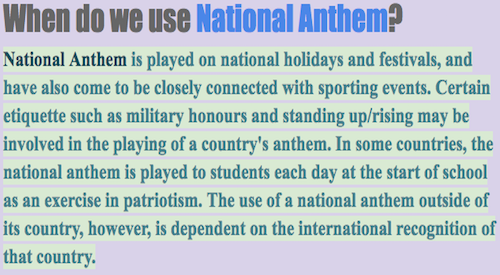 When do we use National Anthem?
National Anthem is played on national holidays and festivals, and
have also come to be closely connected with sporting events. Certain
etiquette such as military honours and standing up/rising may be
involved in the playing of a country's anthem. In some countries, the
national anthem is played to students each day at the start of school
as an exercise in patriotism. The use of a national anthem outside of
its country, however, is dependent on the international recognition of
that country.